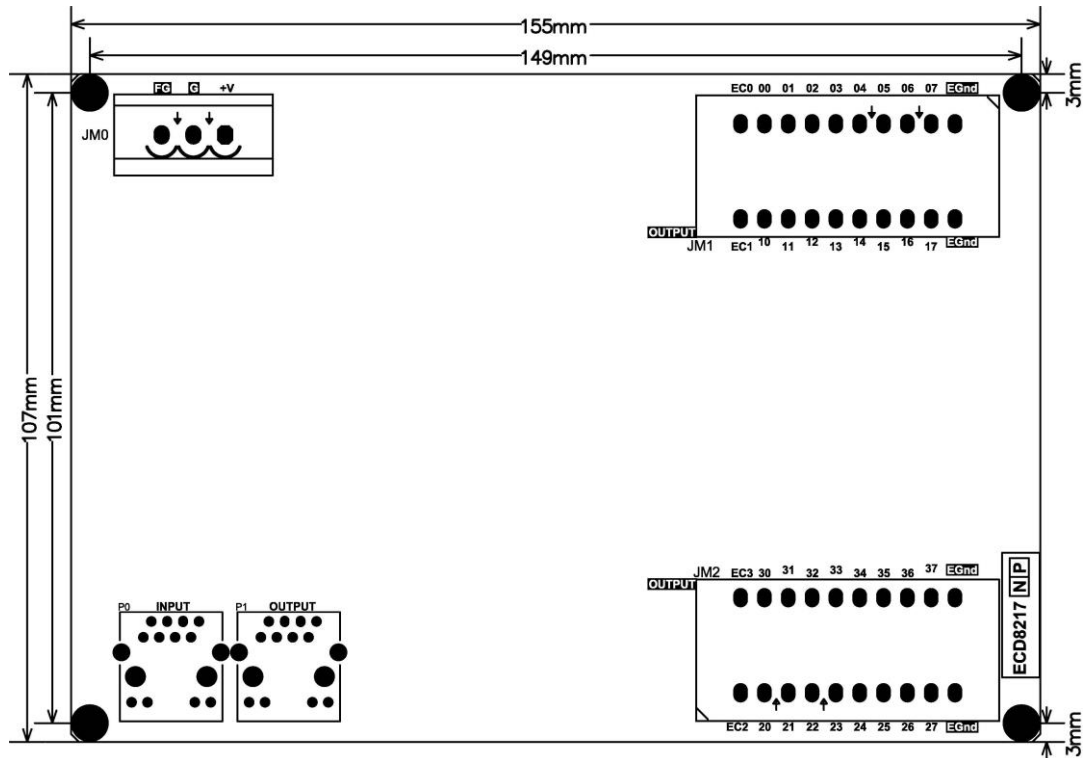 155mm
149mm
3mm
FG G +V
JM0
EC0 00 01 02 03 04 05 06 07 EGnd
OUTPUT
JM1
EC1 10 11 12 13 14 15 16 17 EGnd
107mm
101mm
JM2
EC3 30 31 32 33 34 35 36 37 EGnd
OUTPUT
ECD8217 N P
P0 INPUT
P1 OUTPUT
EC2 20 21 22 23 24 25 26 27 EGnd
3mm